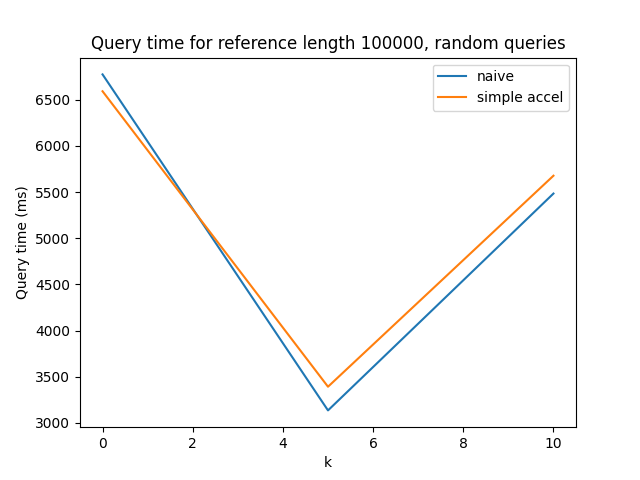 Query time for reference length 100000, random queries
naive
simple accel
6500
6000
5500
5000
4500
4000
3500
3000
Query time (ms)
0 2 4 6 8 10
k